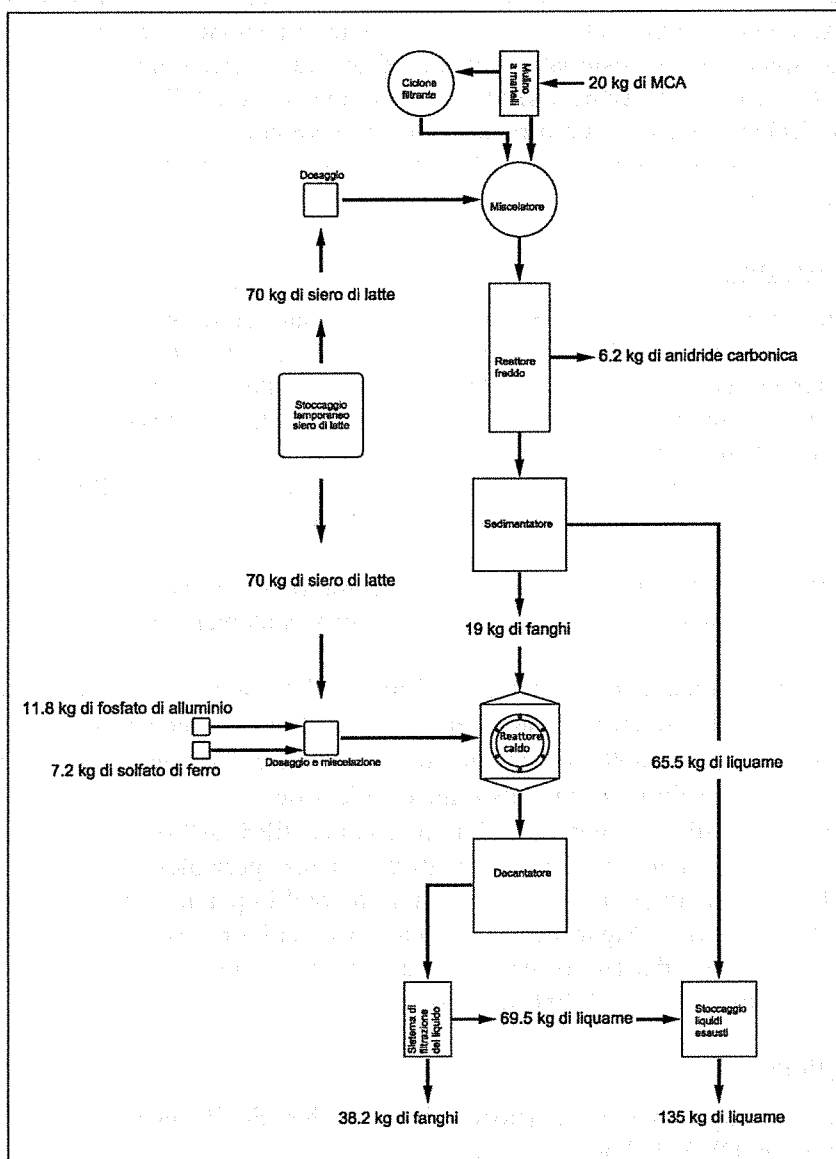 Ciclone
filtrante
Mulino
a martelli
20 kg di MCA
Dosaggio
Miscelatore
70 kg di siero di latte
Reattore
freddo
6.2 kg di anidride carbonica
Stoccaggio
temporaneo
siero di latte
Sedimentatore
70 kg di siero di latte
19 kg di fanghi
11.8 kg di fosfato di alluminio
7.2 kg di solfato di ferro
Dosaggio e miscelazione
Reattore
caldo
65.5 kg di liquame
Decantatore
Sistema di
filtrazione
del liquido
69.5 kg di liquame
Stoccaggio
liquidi
esausti
38.2 kg di fanghi
135 kg di liquame